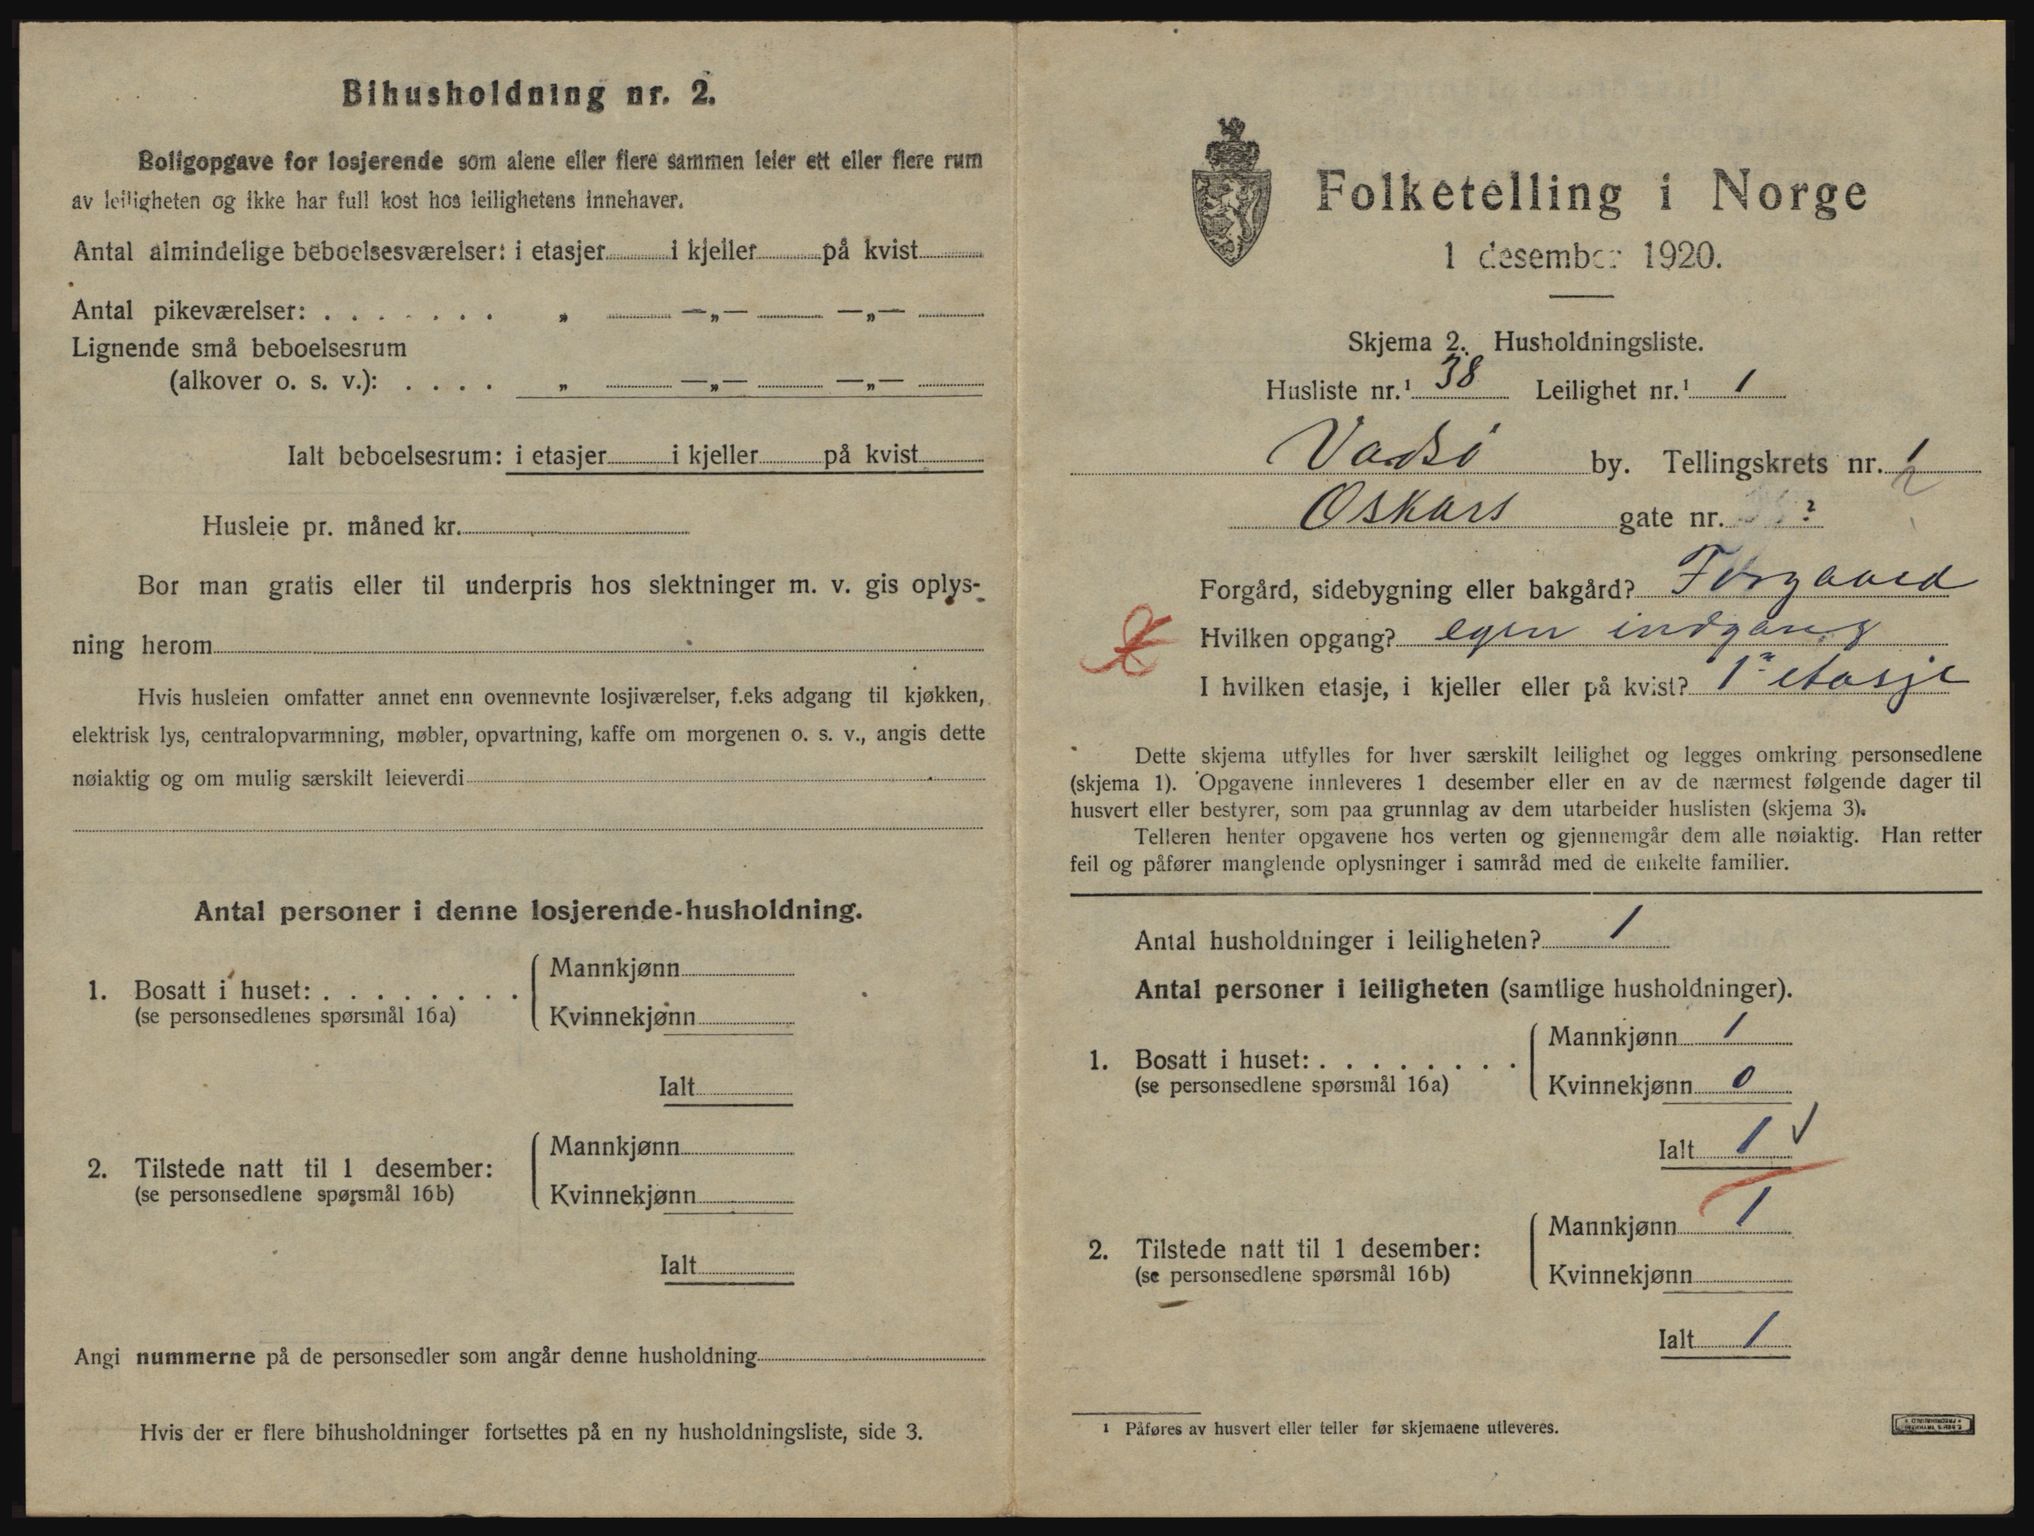 Bihusholdning nr. 2.
Boligopgave for losjerende som alene eller flere sammen leier ett eller flere rum
av leiligheten og ikke har full kost hos leilighetens innehaver.
Antal almindelige beboelsesværelser: i etasjer i kjeller på kvist
Antal pikeværelser: . . . . . . . „ —„— —„—
Lignende små beboelsesrum
(alkover o. s. v.): . . . . „ —„— —„—
Ialt beboelsesrum: i etasjer i kjeller på kvist
Husleie pr. måned kr.
Bor man gratis eller til underpris hos slektninger m. v. gis oplys-
ning herom
Hvis husleien omfatter annet enn ovennevnte losjiværelser, f.eks adgang til kjøkken,
elektrisk lys, centralopvarmning, møbler, opvartning, kaffe om morgenen o. s. v., angis dette
nøiaktig og om mulig særskilt leieverdi
Antal personer i denne losjerende-husholdning.
1. Bosatt i huset: . . . . . . . . Mannkjønn
(se personsedlenes spørsmål 16a) Kvinnekjønn
Ialt
2. Tilstede natt til 1 desember: Mannkjønn
(se personsedlene spørsmål 16b) Kvinnekjønn
Ialt
Angi nummerne på de personsedler som angår denne husholdning
Hvis der er flere bihusholdninger fortsettes på en ny husholdningsliste, side 3.
Folketelling i Norge
1 desember 1920.
Skjema 2. Husholdningsliste.
Husliste nr.¹ 38 Leilighet nr.¹ 1
Vadsö by. Tellingskrets nr. 1
2
Oskars gate nr. ?
Forgård, sidebygning eller bakgård? Forgaard
Hvilken opgang? egen indgang
I hvilken etasje, i kjeller eller på kvist? 1ᵗᵉ etasje
Dette skjema utfylles for hver særskilt leilighet og legges omkring personsedlene
(skjema 1). Opgavene innleveres 1 desember eller en av de nærmest følgende dager til
husvert eller bestyrer, som paa grunnlag av dem utarbeider huslisten (skjema 3).
Telleren henter opgavene hos verten og gjennemgår dem alle nøiaktig. Han retter
feil og påfører manglende oplysninger i samråd med de enkelte familier.
Antal husholdninger i leiligheten? 1
Antal personer i leiligheten (samtlige husholdninger).
1. Bosatt i huset: . . . . . . . . Mannkjønn 1
(se personsedlene spørsmål 16a) Kvinnekjønn 0
Ialt 1
2. Tilstede natt til 1 desember: Mannkjønn 1
(se personsedlene spørsmål 16b) Kvinnekjønn
Ialt 1
¹ Påføres av husvert eller teller før skjemaene utleveres.